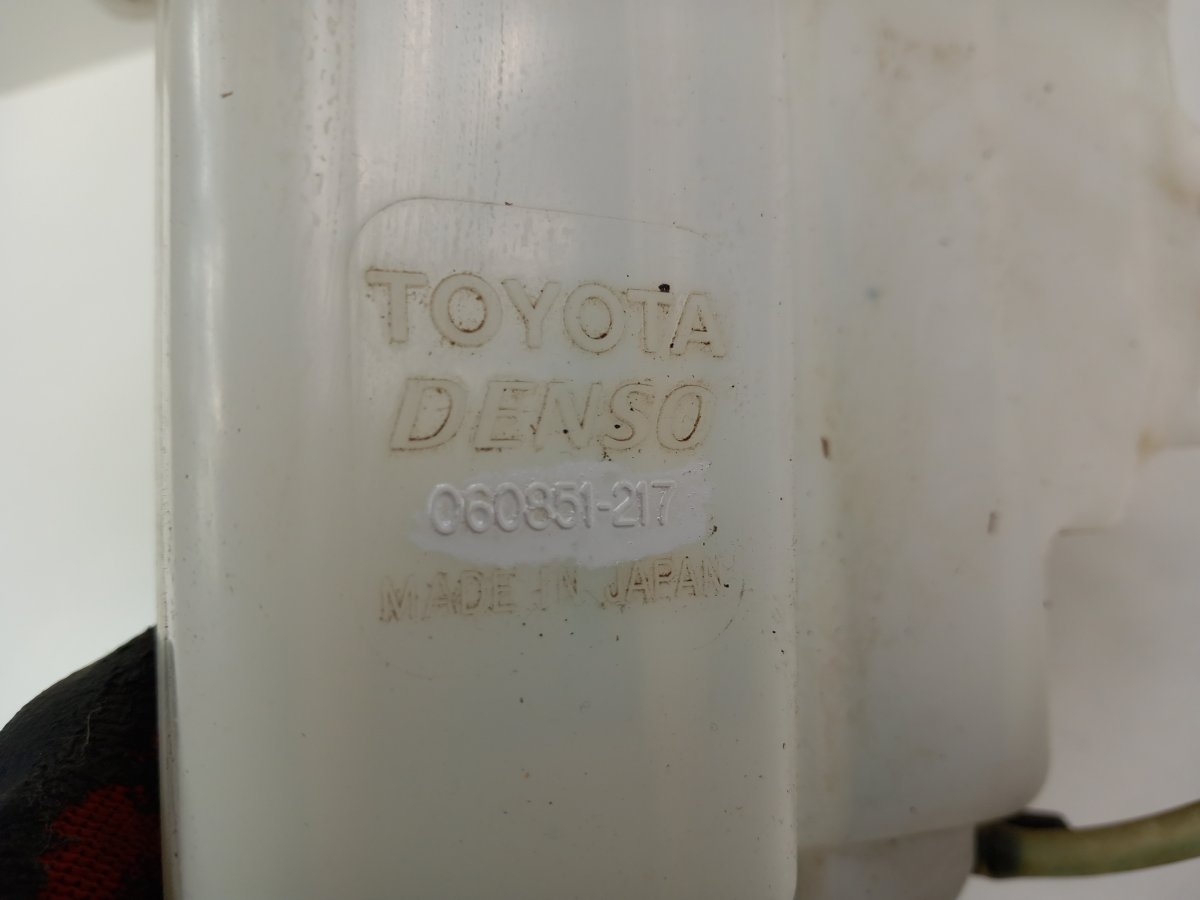 TOYOTA
DENSO
060851-217
MADE IN JAPAN